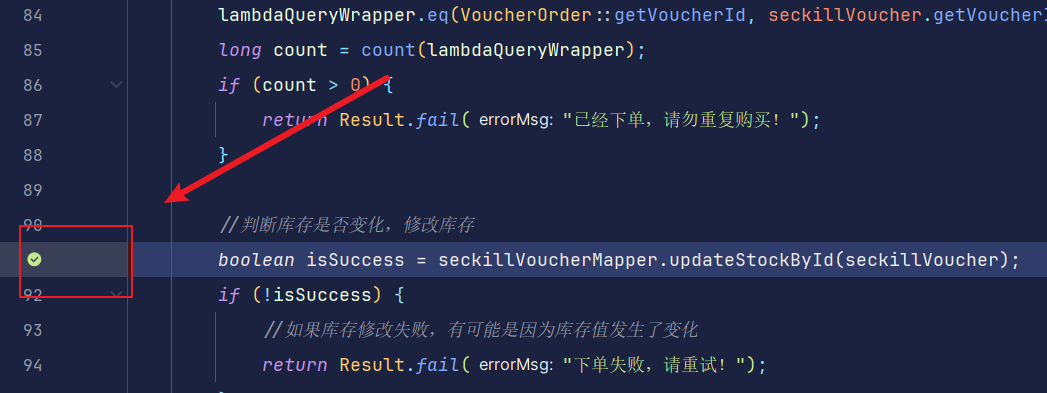 84 lambdaQueryWrapper.eq(VoucherOrder::getVoucherId, seckillVoucher.getVoucherI
85 long count = count(lambdaQueryWrapper);
86 if (count > 0) {
87 return Result.fail( errorMsg: "已经下单，请勿重复购买！");
88 }
89
90 //判断库存是否变化，修改库存
boolean isSuccess = seckillVoucherMapper.updateStockById(seckillVoucher);
92 if (!isSuccess) {
93 //如果库存修改失败，有可能是因为库存值发生了变化
94 return Result.fail( errorMsg: "下单失败，请重试！");